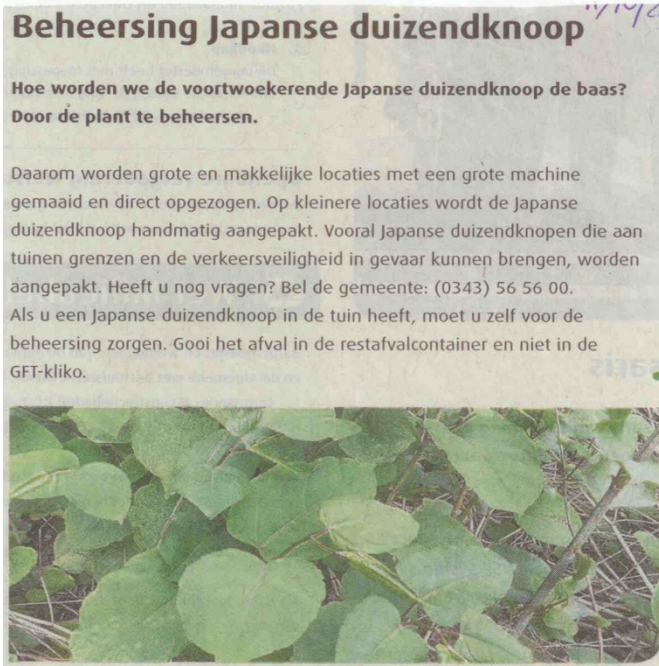 Beheersing Japanse duizendknoop
Hoe worden we de voortwoekerende Japanse duizendknoop de baas?
Door de plant te beheersen.
Daarom worden grote en makkelijke locaties met een grote machine
gemaaid en direct opgezogen. Op kleinere locaties wordt de Japanse
duizendknoop handmatig aangepakt. Vooral Japanse duizendknopen die aan
tuinen grenzen en de verkeersveiligheid in gevaar kunnen brengen, worden
aangepakt. Heeft u nog vragen? Bel de gemeente: (0343) 56 56 00.
Als u een Japanse duizendknoop in de tuin heeft, moet u zelf voor de
beheersing zorgen. Gooi het afval in de restafvalcontainer en niet in de
GFT-kliko.